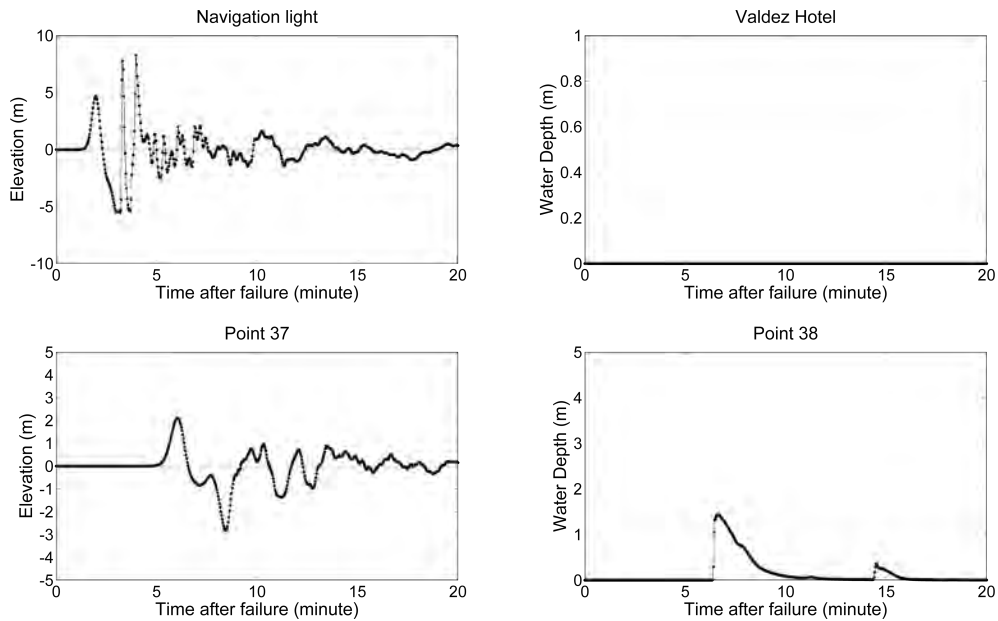 Navigation light
10
5
0
-5
-10
Elevation (m)
0 5 10 15 20
Time after failure (minute)
Valdez Hotel
1
0.8
0.6
0.4
0.2
0
Water Depth (m)
0 5 10 15 20
Time after failure (minute)
Point 37
5
4
3
2
1
0
-1
-2
-3
-4
-5
Elevation (m)
0 5 10 15 20
Time after failure (minute)
Point 38
5
4
3
2
1
0
Water Depth (m)
0 5 10 15 20
Time after failure (minute)